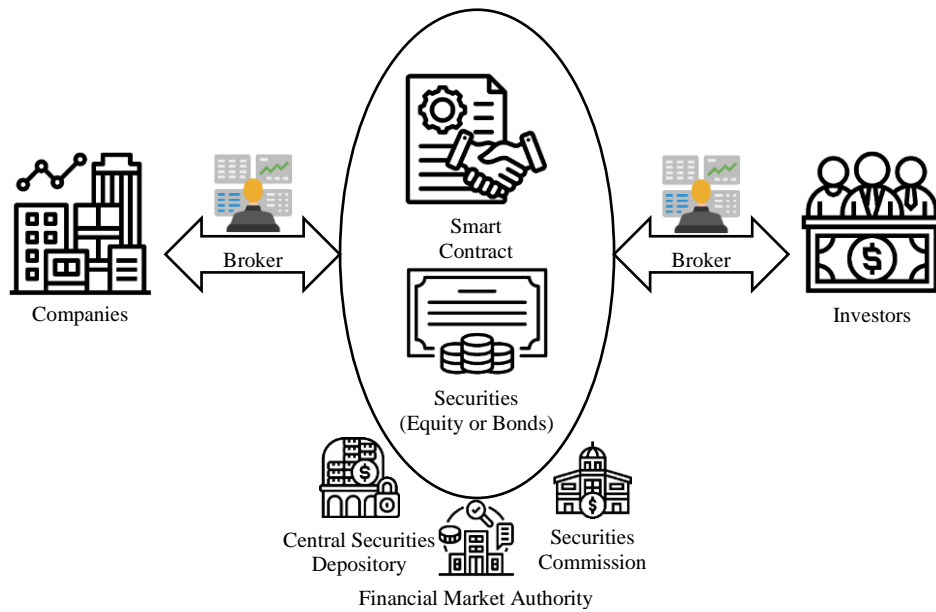 Smart
Contract
Broker
Broker
Companies
Investors
Securities
(Equity or Bonds)
Central Securities
Depository
Securities
Commission
Financial Market Authority